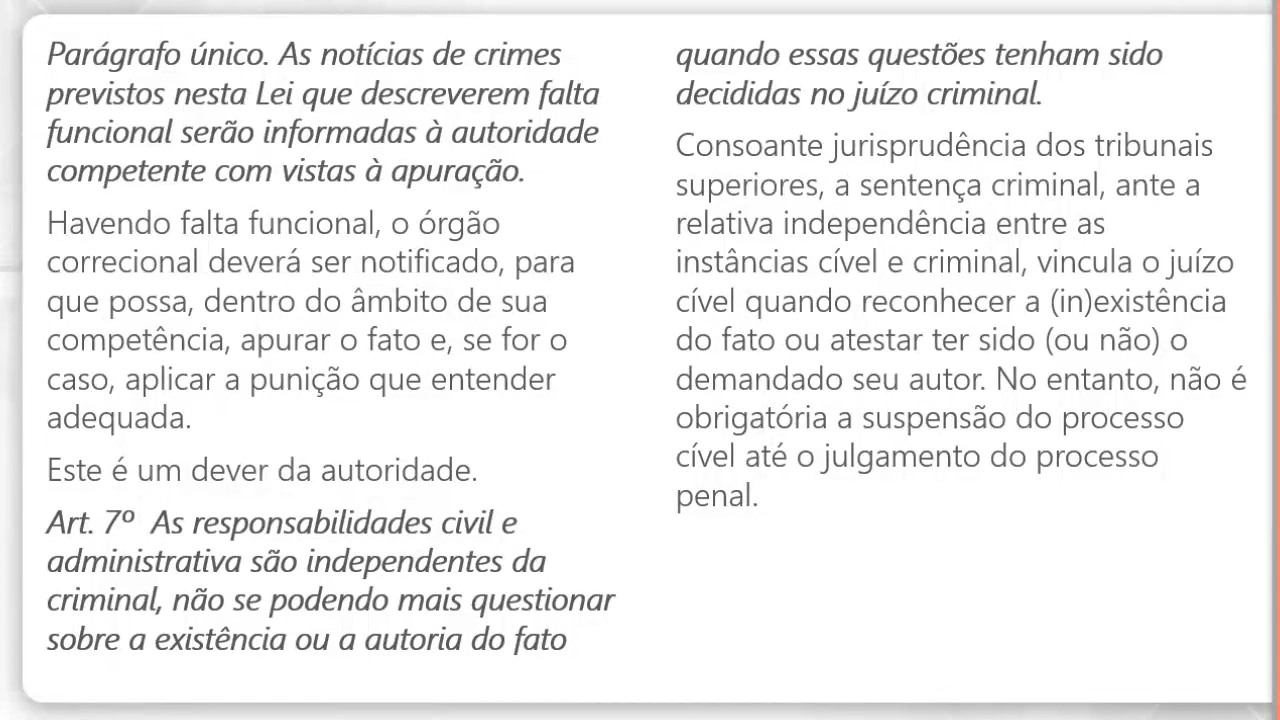 Parágrafo único. As notícias de crimes
previstos nesta Lei que descreverem falta
funcional serão informadas à autoridade
competente com vistas à apuração.
Havendo falta funcional, o órgão
correcional deverá ser notificado, para
que possa, dentro do âmbito de sua
competência, apurar o fato e, se for o
caso, aplicar a punição que entender
adequada.
Este é um dever da autoridade.
Art. 7º As responsabilidades civil e
administrativa são independentes da
criminal, não se podendo mais questionar
sobre a existência ou a autoria do fato
quando essas questões tenham sido
decididas no juízo criminal.
Consoante jurisprudência dos tribunais
superiores, a sentença criminal, ante a
relativa independência entre as
instâncias cível e criminal, vincula o juízo
cível quando reconhecer a (in)existência
do fato ou atestar ter sido (ou não) o
demandado seu autor. No entanto, não é
obrigatória a suspensão do processo
cível até o julgamento do processo
penal.